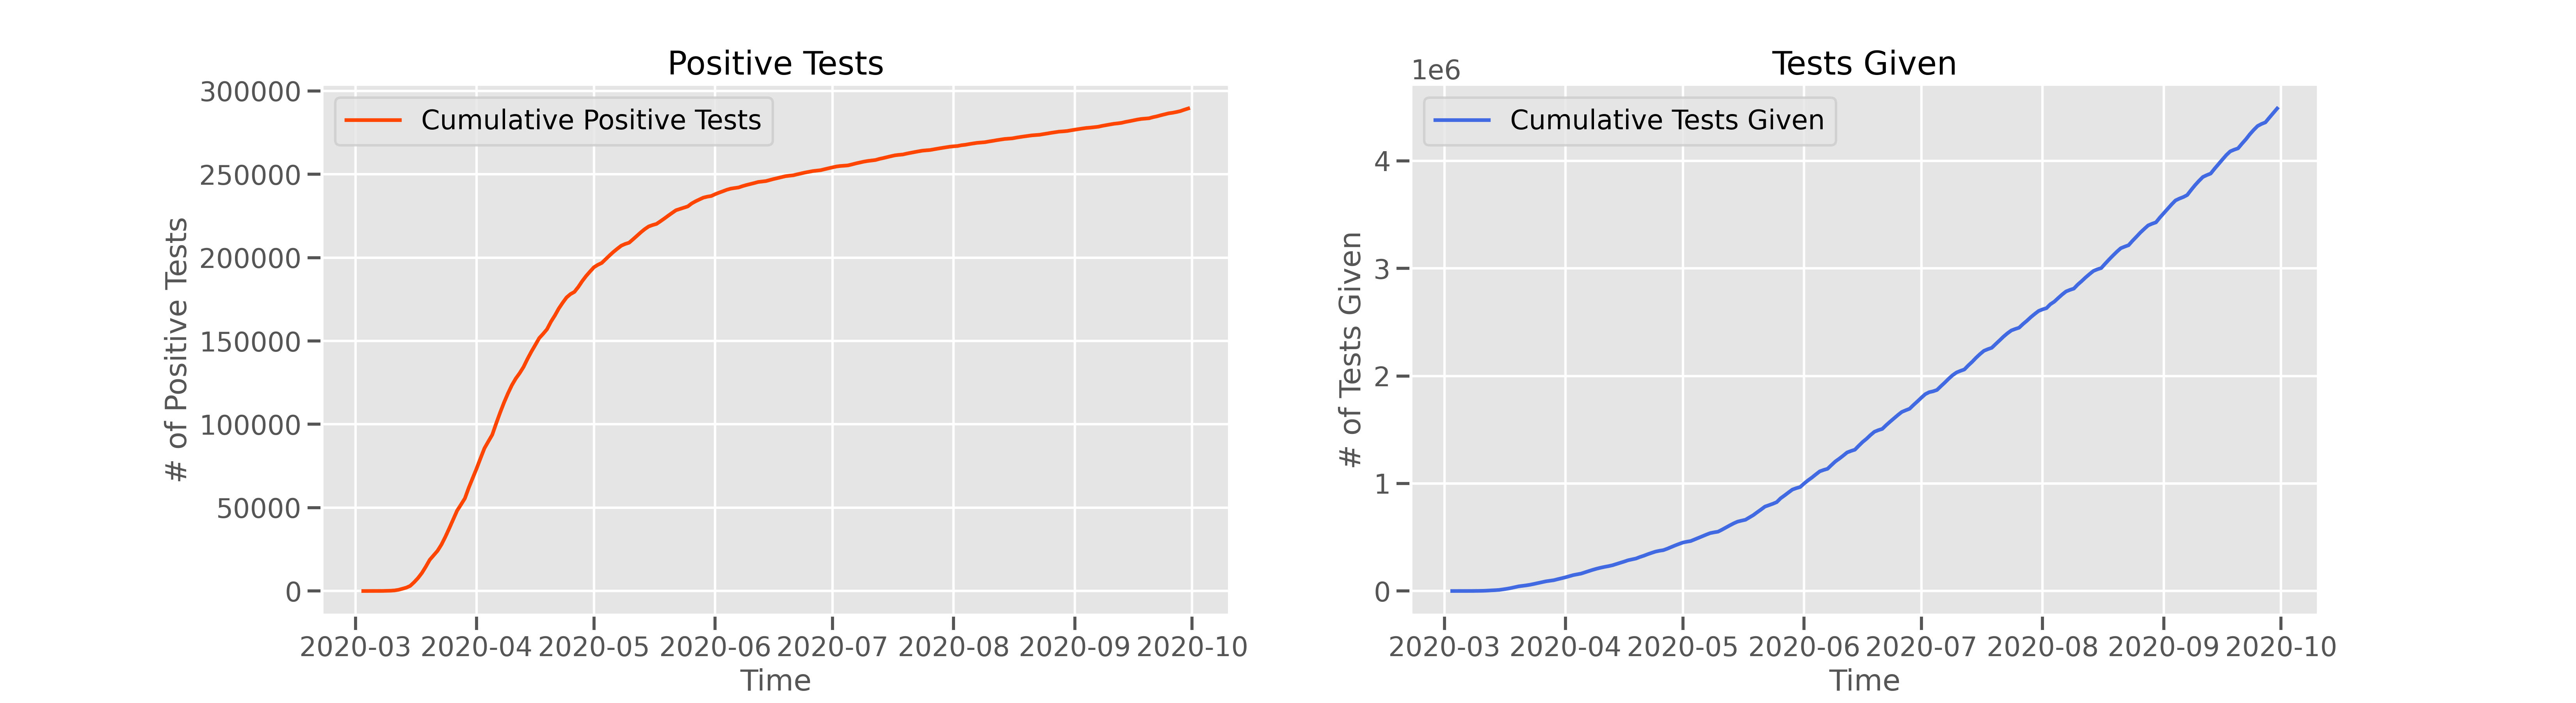 Positive Tests
300000
250000
200000
150000
100000
50000
0
# of Positive Tests
Cumulative Positive Tests
2020-03 2020-04 2020-05 2020-06 2020-07 2020-08 2020-09 2020-10
Time
Tests Given
1e6
4
3
2
1
0
# of Tests Given
Cumulative Tests Given
2020-03 2020-04 2020-05 2020-06 2020-07 2020-08 2020-09 2020-10
Time